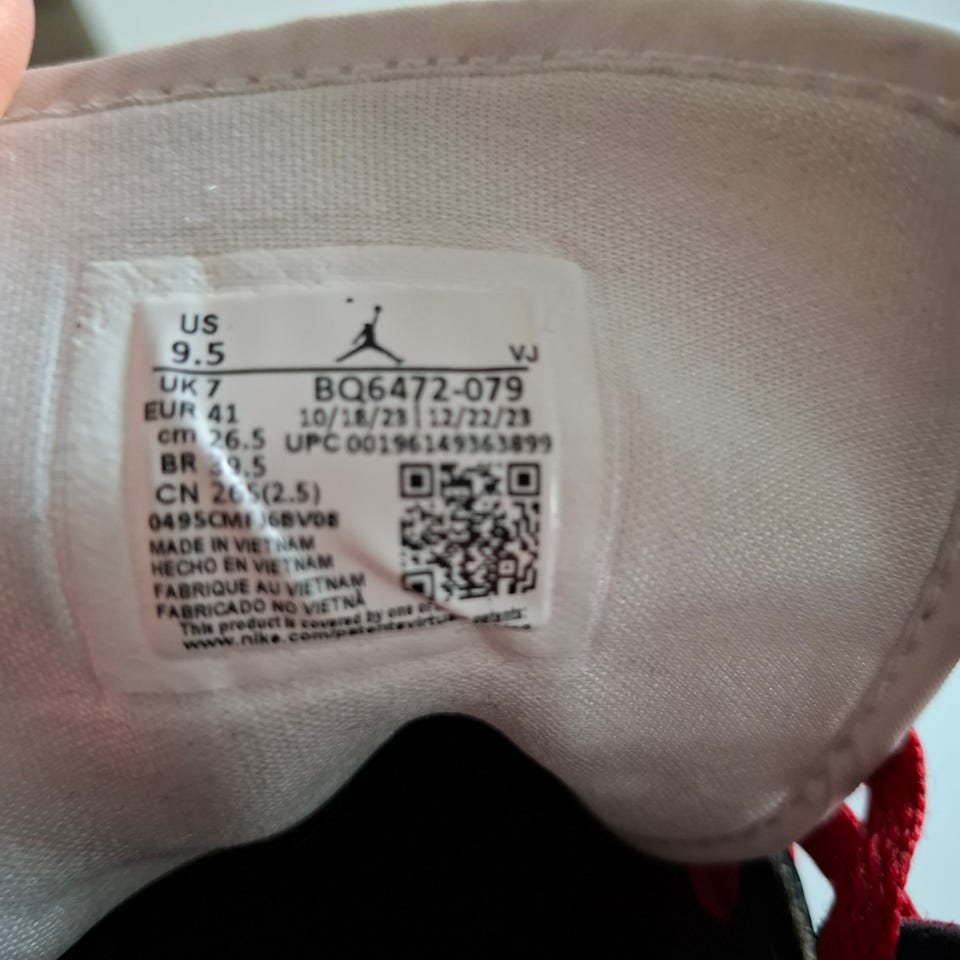 US
9.5
VJ
UK 7
BQ6472-079
EUR 41
10/18/23 | 12/22/23
cm 26.5
UPC 00196149363899
BR 39.5
CN 265(2.5)
MADE IN VIETNAM
HECHO EN VIETNAM
FABRIQUE AU VIETNAM
FABRICADO NO VIETNÃ
This product is covered by one or
www.nike.com/patents